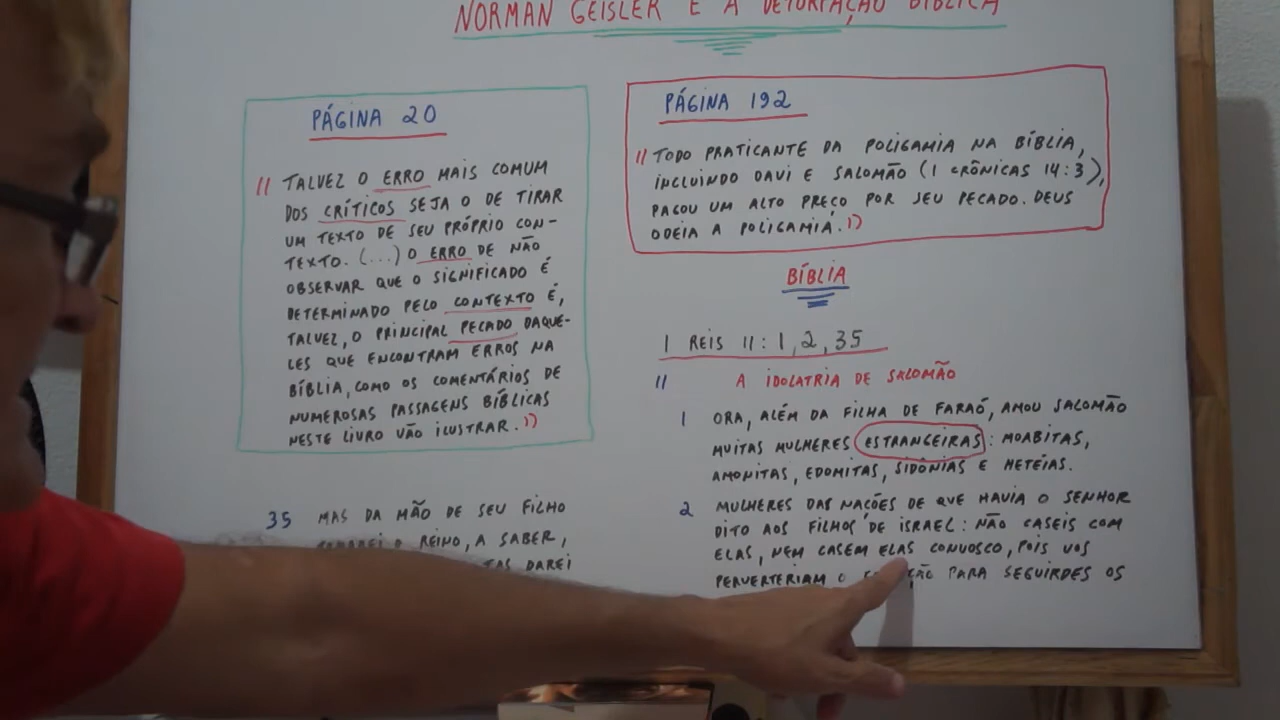 NORMAN GEISLER E A DETURPAÇÃO BÍBLICA
PÁGINA 20
" TALVEZ O ERRO MAIS COMUM
DOS CRÍTICOS SEJA O DE TIRAR
UM TEXTO DE SEU PRÓPRIO CON-
TEXTO. (...) O ERRO DE NÃO
OBSERVAR QUE O SIGNIFICADO É
DETERMINADO PELO CONTEXTO É,
TALVEZ, O PRINCIPAL PECADO DAQUE-
LES QUE ENCONTRAM ERROS NA
BÍBLIA, COMO OS COMENTÁRIOS DE
NUMEROSAS PASSAGENS BÍBLICAS
NESTE LIVRO VÃO ILUSTRAR."
35 MAS DA MÃO DE SEU FILHO
O REINO, A SABER,
DAREI
PÁGINA 192
" TODO PRATICANTE DA POLIGAMIA NA BÍBLIA,
INCLUINDO DAVI E SALOMÃO (1 CRÔNICAS 14:3),
PAGOU UM ALTO PREÇO POR SEU PECADO. DEUS
ODEIA A POLIGAMIA."
BÍBLIA
1 REIS 11: 1, 2, 35
" A IDOLATRIA DE SALOMÃO
1 ORA, ALÉM DA FILHA DE FARAÓ, AMOU SALOMÃO
MUITAS MULHERES ESTRANGEIRAS: MOABITAS,
AMONITAS, EDOMITAS, SIDÔNIAS E HETÉIAS.
2 MULHERES DAS NAÇÕES DE QUE HAVIA O SENHOR
DITO AOS FILHOS DE ISRAEL: NÃO CASEIS COM
ELAS, NEM CASEM ELAS CONVOSCO, POIS VOS
PERVERTERIAM O PARA SEGUIRDES OS